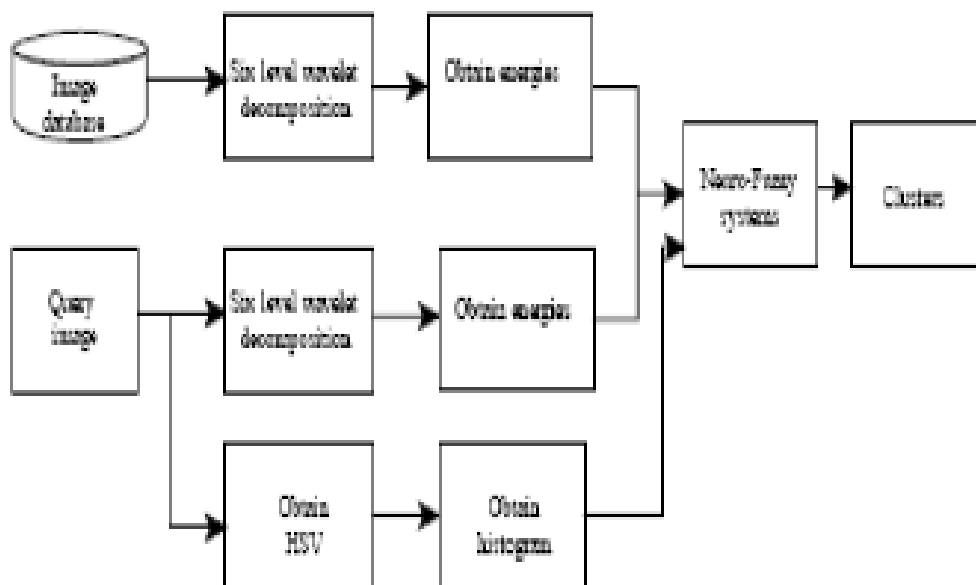 Image
database
Six level wavelet
decomposition
Obtain energies
Neuro-Fuzzy
systems
Clusters
Query
image
Six level wavelet
decomposition
Obtain energies
Obtain
HSV
Obtain
histogram